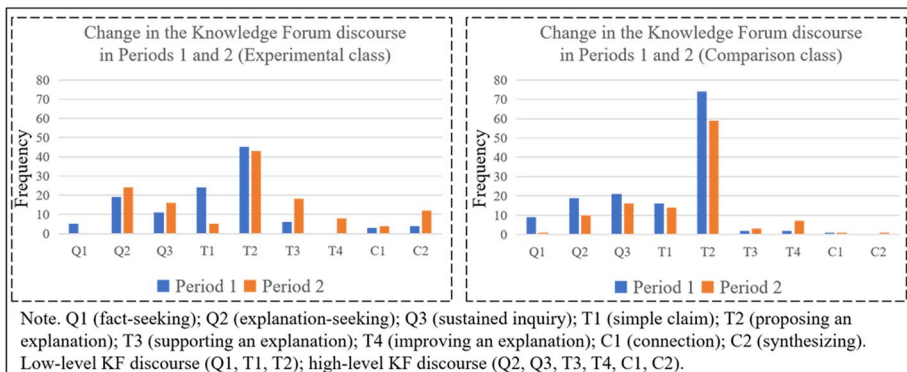 Change in the Knowledge Forum discourse
in Periods 1 and 2 (Experimental class)
80
70
60
50
40
30
20
10
0
Frequency
Q1 Q2 Q3 T1 T2 T3 T4 C1 C2
Period 1 Period 2
Change in the Knowledge Forum discourse
in Periods 1 and 2 (Comparison class)
80
70
60
50
40
30
20
10
0
Frequency
Q1 Q2 Q3 T1 T2 T3 T4 C1 C2
Period 1 Period 2
Note. Q1 (fact-seeking); Q2 (explanation-seeking); Q3 (sustained inquiry); T1 (simple claim); T2 (proposing an
explanation); T3 (supporting an explanation); T4 (improving an explanation); C1 (connection); C2 (synthesizing).
Low-level KF discourse (Q1, T1, T2); high-level KF discourse (Q2, Q3, T3, T4, C1, C2).